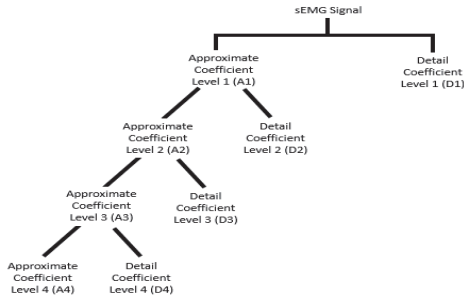 sEMG Signal
Approximate
Coefficient
Level 1 (A1)
Detail
Coefficient
Level 1 (D1)
Approximate
Coefficient
Level 2 (A2)
Detail
Coefficient
Level 2 (D2)
Approximate
Coefficient
Level 3 (A3)
Detail
Coefficient
Level 3 (D3)
Approximate
Coefficient
Level 4 (A4)
Detail
Coefficient
Level 4 (D4)